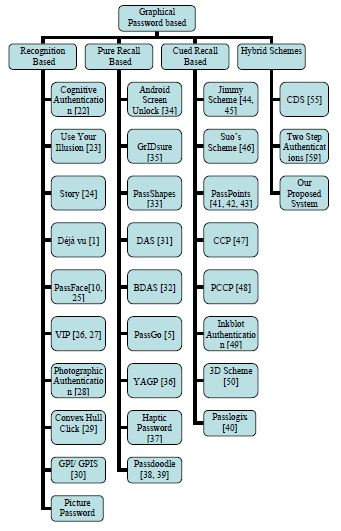 Graphical
Password based
Recognition
Based
Pure Recall
Based
Cued Recall
Based
Hybrid Schemes
Cognitive
Authenticatio
n [22]
Use Your
Illusion [23]
Story [24]
Déjà vu [1]
PassFace[10,
25]
VIP [26, 27]
Photographic
Authenticatio
n [28]
Convex Hull
Click [29]
GPI/ GPIS
[30]
Picture
Password
Android
Screen
Unlock [34]
GrIDsure
[35]
PassShapes
[33]
DAS [31]
BDAS [32]
PassGo [5]
YAGP [36]
Haptic
Password
[37]
Passdoodle
[38, 39]
Jimmy
Scheme [44,
45]
Suo's
Scheme [46]
PassPoints
[41, 42, 43]
CCP [47]
PCCP [48]
Inkblot
Authenticatio
n [49]
3D Scheme
[50]
Passlogix
[40]
CDS [55]
Two Step
Authenticat
ions [59]
Our
Proposed
System